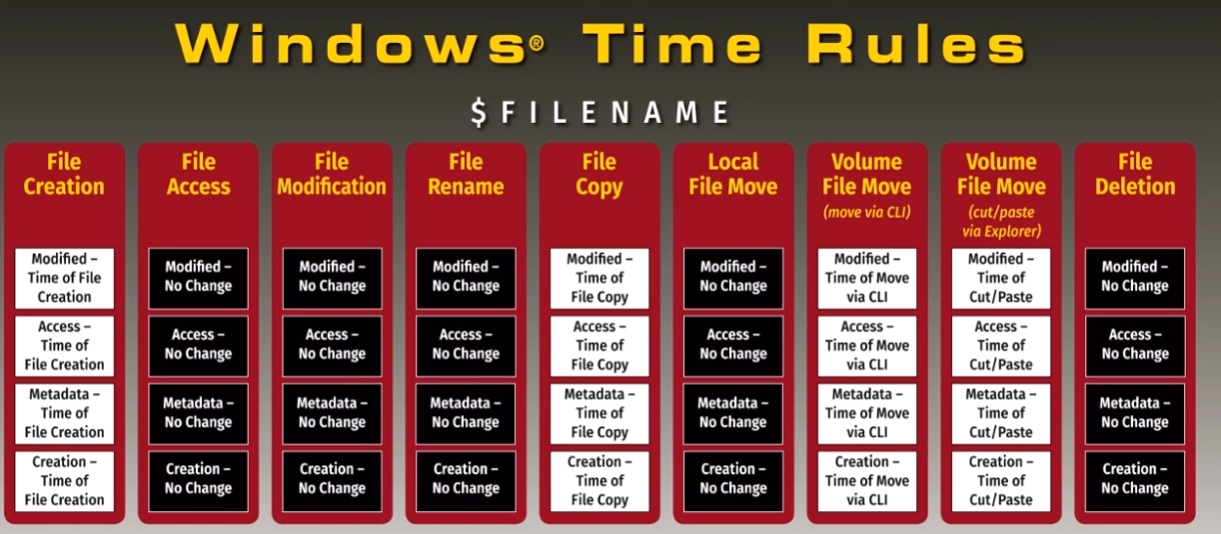 Windows® Time Rules
$FILENAME
File
Creation
Modified –
Time of File
Creation
Access –
Time of
File Creation
Metadata –
Time of
File Creation
Creation –
Time of
File Creation
File
Access
Modified –
No Change
Access –
No Change
Metadata –
No Change
Creation –
No Change
File
Modification
Modified –
No Change
Access –
No Change
Metadata –
No Change
Creation –
No Change
File
Rename
Modified –
No Change
Access –
No Change
Metadata –
No Change
Creation –
No Change
File
Copy
Modified –
Time of
File Copy
Access –
Time of
File Copy
Metadata –
Time of
File Copy
Creation –
Time of
File Copy
Local
File Move
Modified –
No Change
Access –
No Change
Metadata –
No Change
Creation –
No Change
Volume
File Move
(move via CLI)
Modified –
Time of Move
via CLI
Access –
Time of Move
via CLI
Metadata –
Time of Move
via CLI
Creation –
Time of Move
via CLI
Volume
File Move
(cut/paste
via Explorer)
Modified –
Time of
Cut/Paste
Access –
Time of
Cut/Paste
Metadata –
Time of
Cut/Paste
Creation –
Time of
Cut/Paste
File
Deletion
Modified –
No Change
Access –
No Change
Metadata –
No Change
Creation –
No Change